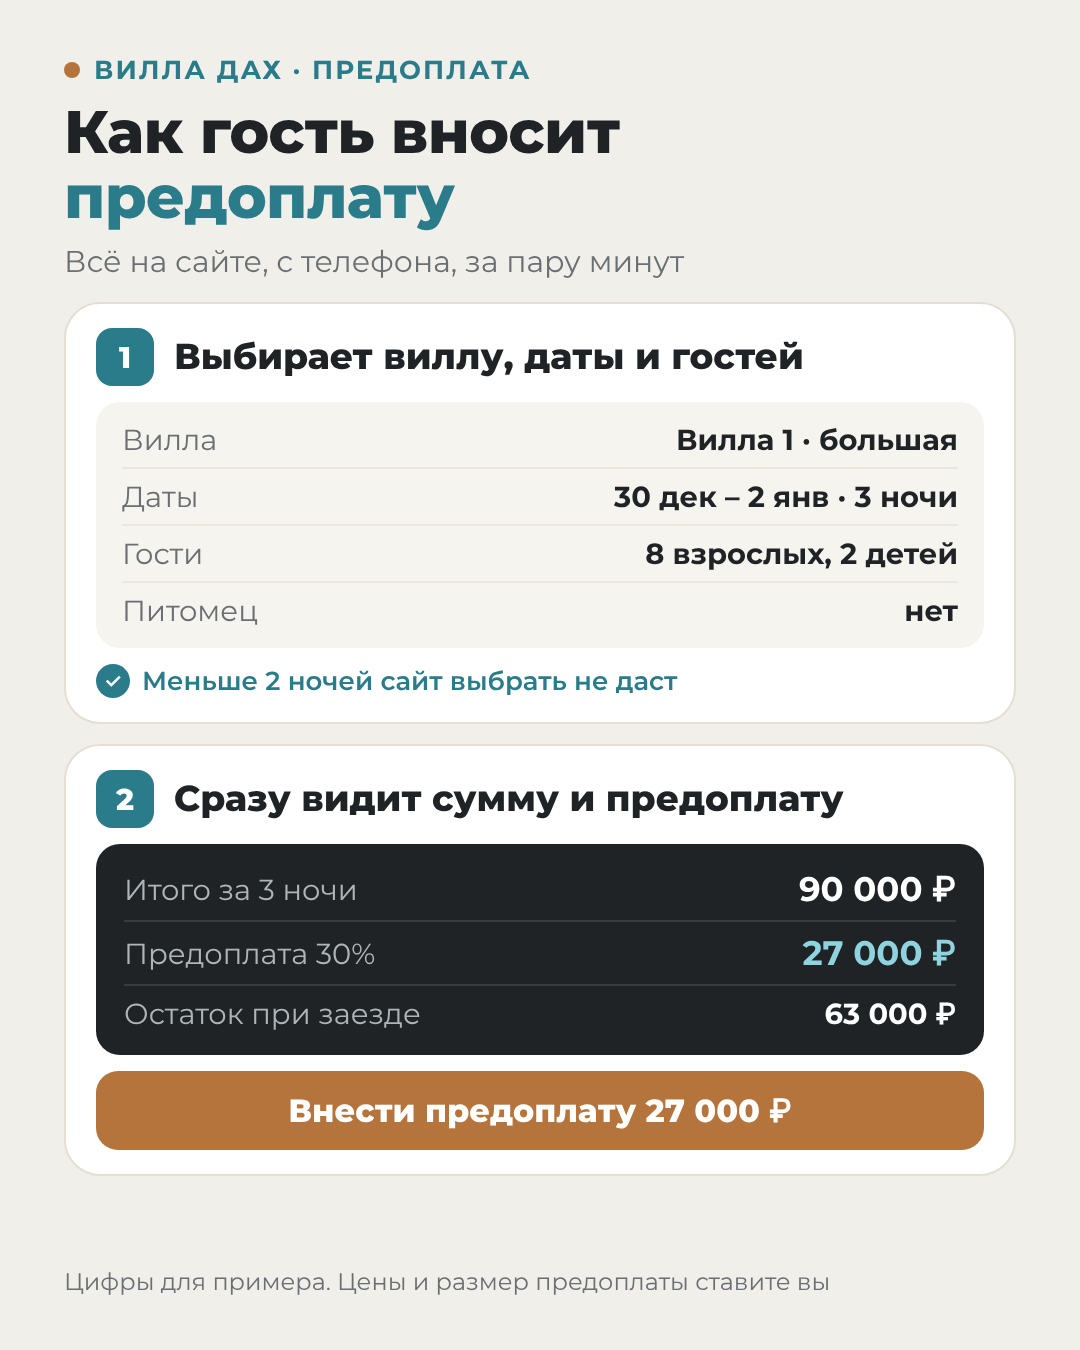 ВИЛЛА ДАХ · ПРЕДОПЛАТА
Как гость вносит
предоплату
Всё на сайте, с телефона, за пару минут
1 Выбирает виллу, даты и гостей
Вилла Вилла 1 · большая
Даты 30 дек – 2 янв · 3 ночи
Гости 8 взрослых, 2 детей
Питомец нет
Меньше 2 ночей сайт выбрать не даст
2 Сразу видит сумму и предоплату
Итого за 3 ночи 90 000 ₽
Предоплата 30% 27 000 ₽
Остаток при заезде 63 000 ₽
Внести предоплату 27 000 ₽
Цифры для примера. Цены и размер предоплаты ставите вы